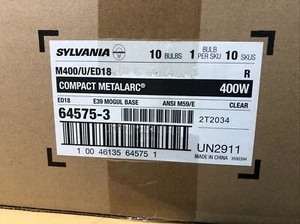 SYLVANIA 10 BULBS 1 BULB PER SKU 10 SKUS
M400/U/ED18 R
COMPACT METALARC® 400W
ED18 E39 MOGUL BASE ANSI M59/E CLEAR
64575-3
2T2034
UN2911
1 00 46135 64575 1
MADE IN CHINA